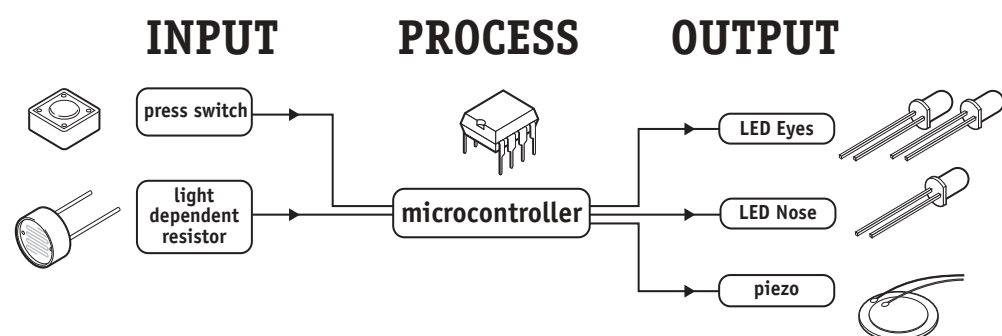 INPUT PROCESS OUTPUT
press switch
light
dependent
resistor
microcontroller
LED Eyes
LED Nose
piezo